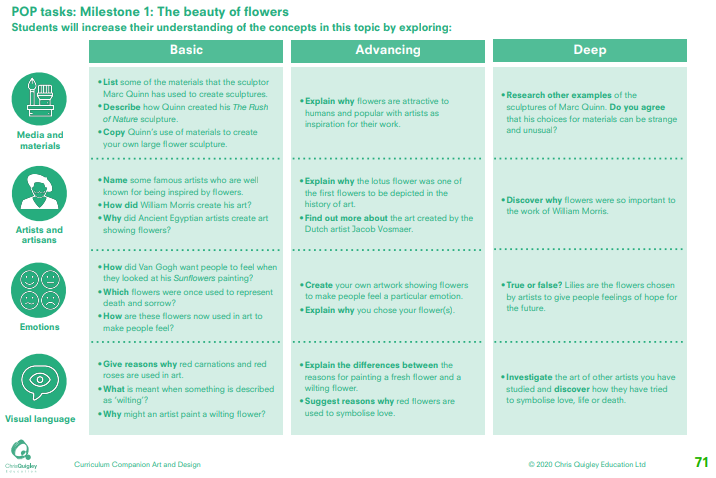 POP tasks: Milestone 1: The beauty of flowers
Students will increase their understanding of the concepts in this topic by exploring:
Basic
Advancing
Deep
Media and
materials
• List some of the materials that the sculptor
Marc Quinn has used to create sculptures.
• Describe how Quinn created his The Rush
of Nature sculpture.
• Copy Quinn's use of materials to create
your own large flower sculpture.
• Explain why flowers are attractive to
humans and popular with artists as
inspiration for their work.
• Research other examples of the
sculptures of Marc Quinn. Do you agree
that his choices for materials can be strange
and unusual?
Artists and
artisans
• Name some famous artists who are well
known for being inspired by flowers.
• How did William Morris create his art?
• Why did Ancient Egyptian artists create art
showing flowers?
• Explain why the lotus flower was one of
the first flowers to be depicted in the
history of art.
• Find out more about the art created by the
Dutch artist Jacob Vosmaer.
• Discover why flowers were so important to
the work of William Morris.
Emotions
• How did Van Gogh want people to feel when
they looked at his Sunflowers painting?
• Which flowers were once used to represent
death and sorrow?
• How are these flowers now used in art to
make people feel?
• Create your own artwork showing flowers
to make people feel a particular emotion.
• Explain why you chose your flower(s).
• True or false? Lilies are the flowers chosen
by artists to give people feelings of hope for
the future.
Visual language
• Give reasons why red carnations and red
roses are used in art.
• What is meant when something is described
as 'wilting'?
• Why might an artist paint a wilting flower?
• Explain the differences between the
reasons for painting a fresh flower and a
wilting flower.
• Suggest reasons why red flowers are
used to symbolise love.
• Investigate the art of other artists you have
studied and discover how they have tried
to symbolise love, life or death.
ChrisQuigley
Education
Curriculum Companion Art and Design
© 2020 Chris Quigley Education Ltd
71